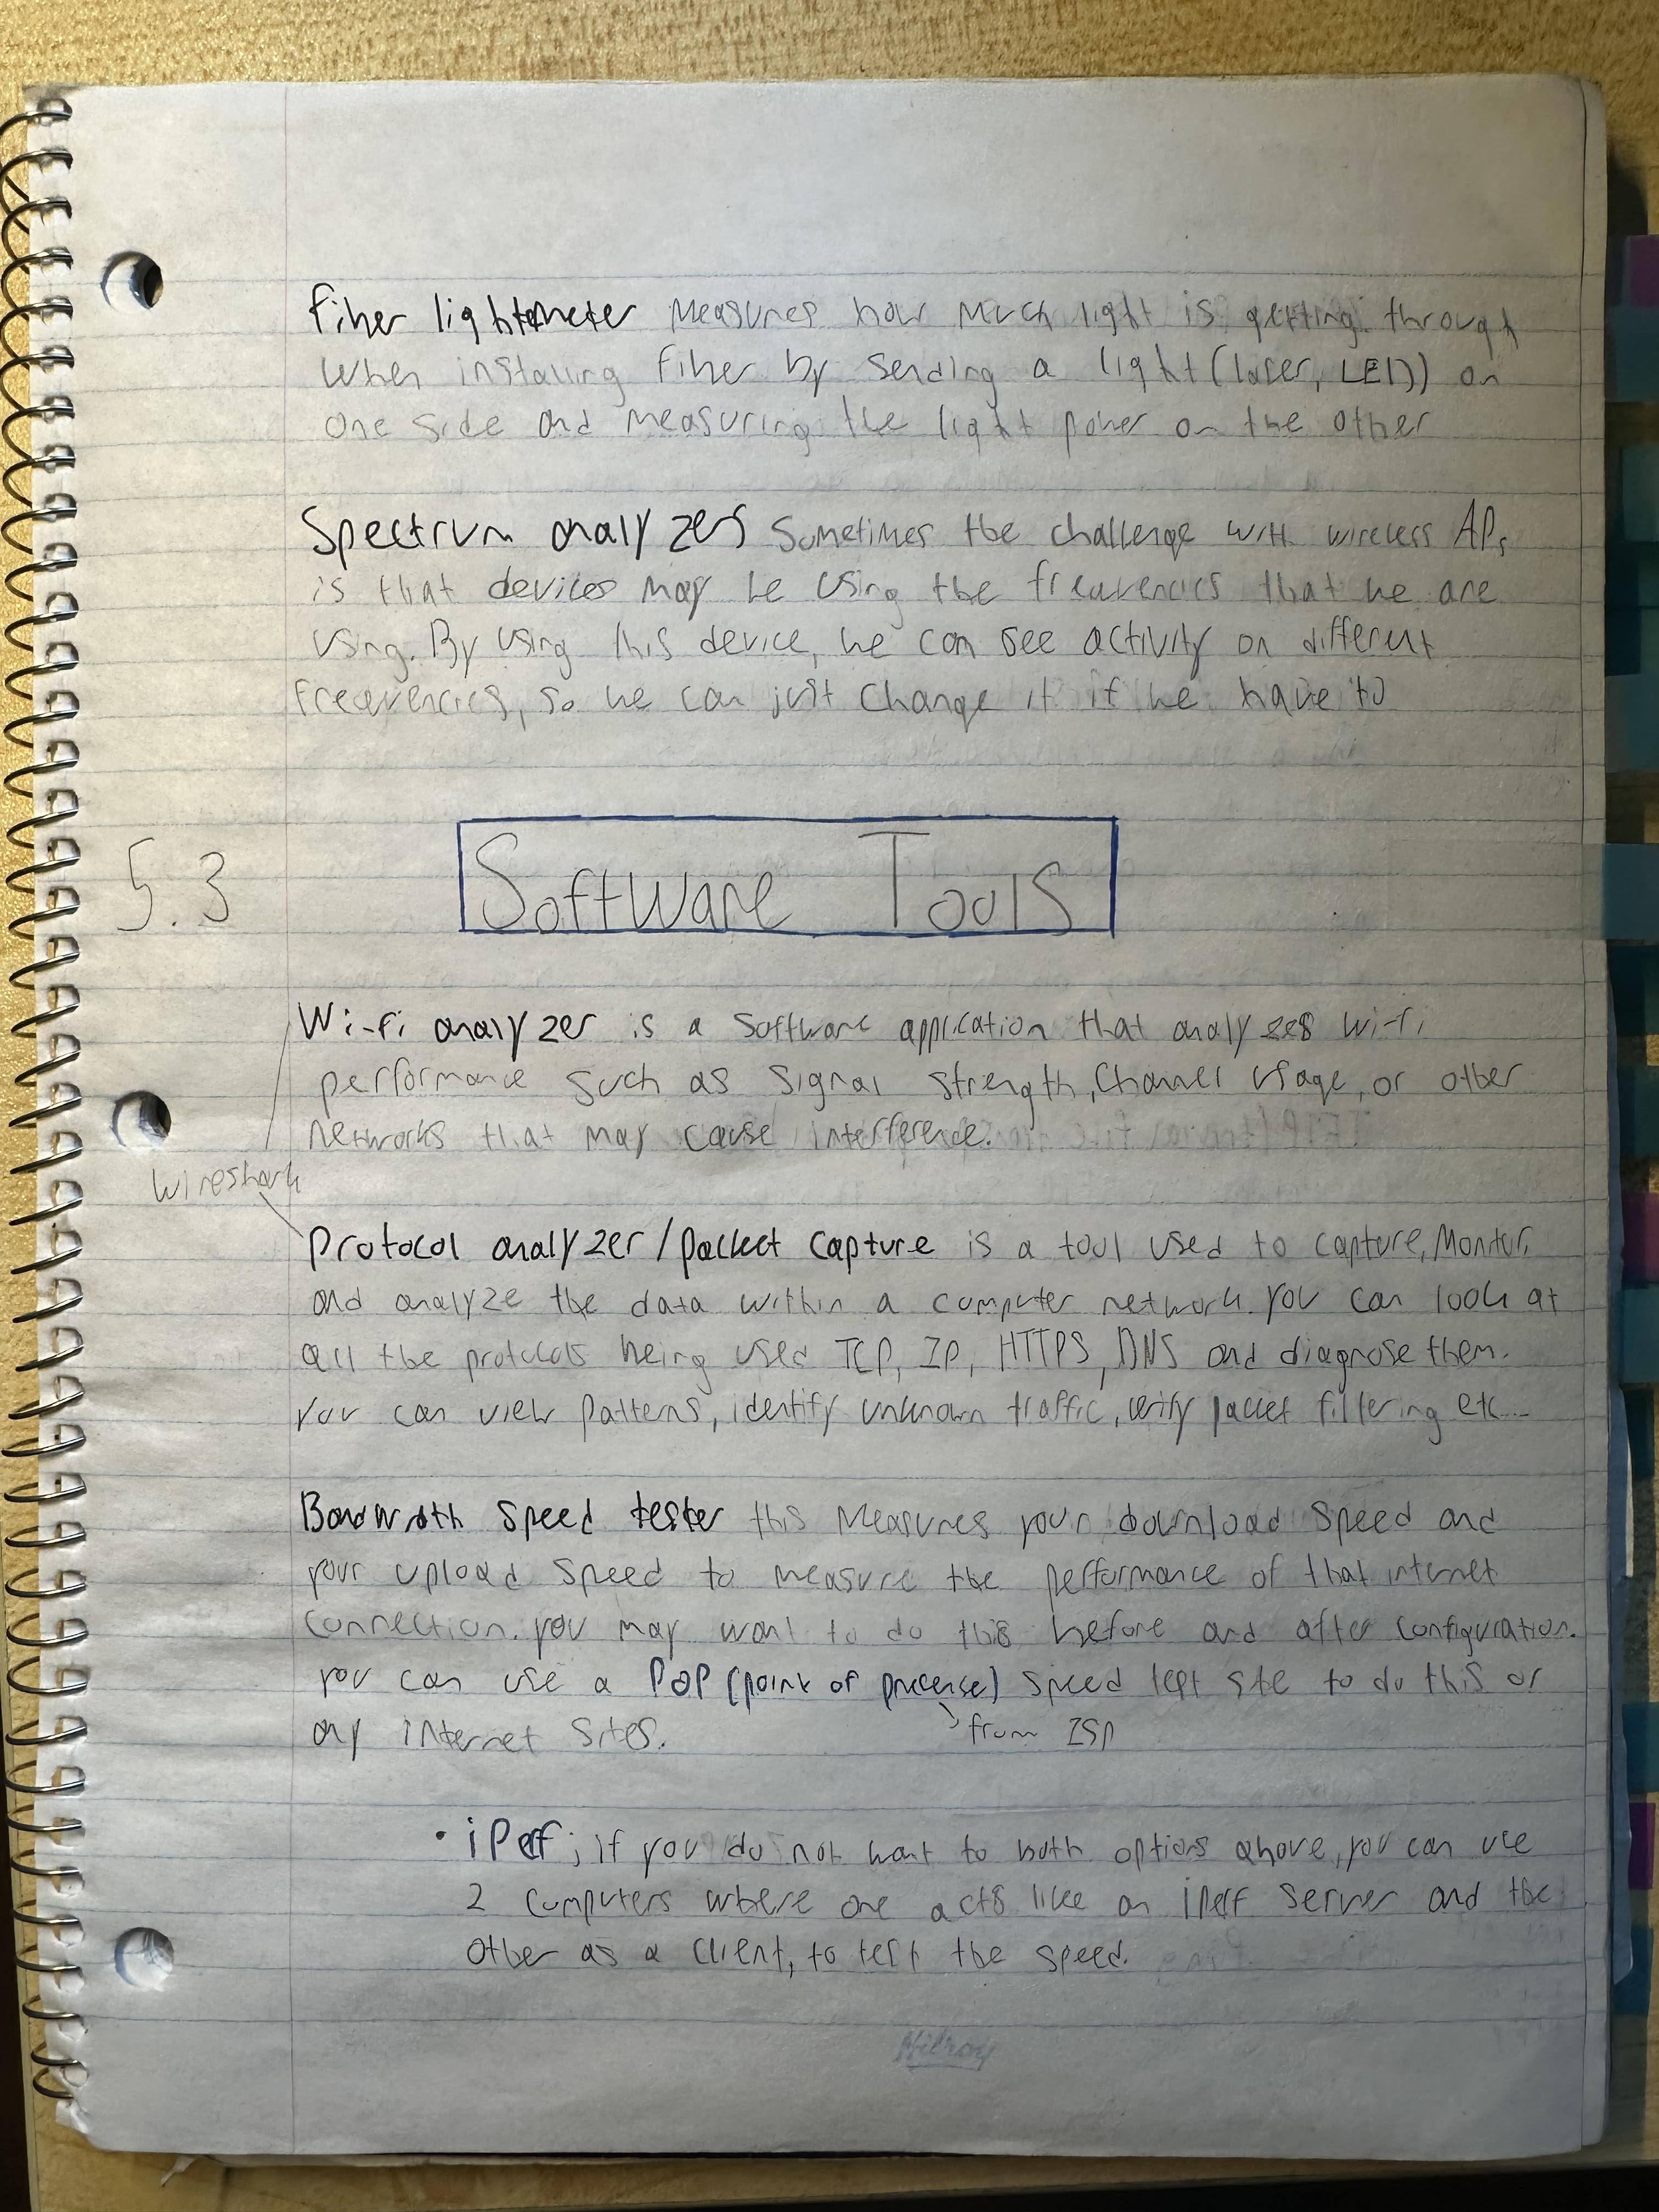 Fiber lightmeter measures how much light is getting through
when installing fiber by sending a light (laser, LED) on
one side and measuring the light power on the other
Spectrum analyzers Sometimes the challenge with wireless APs
is that devices may be using the frequencies that we are
using. By using this device, we can see activity on different
frequencies, so we can just change it if we have to
5.3 Software Tools
Wi-fi analyzer is a software application that analyzes wi-fi
performance such as signal strength, channel usage, or other
networks that may cause interference.
Wireshark
Protocol analyzer/packet capture is a tool used to capture, monitor,
and analyze the data within a computer network. you can look at
all the protocols being used TCP, IP, HTTPS, DNS and diagnose them.
you can view patterns, identify unknown traffic, verify packet filtering etc...
Bandwidth speed tester this measures your download speed and
your upload speed to measure the performance of that internet
connection. you may want to do this before and after configuration.
you can use a POP (point of precense) speed test site to do this or
any internet sites.
from ISP
• iPerf; if you do not want to both options above, you can use
2 computers where one acts like an iperf server and the
other as a client, to test the speed.
Hilroy